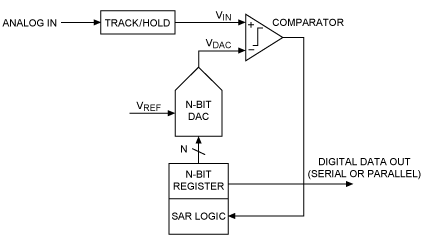 ANALOG IN
TRACK/HOLD
VIN
COMPARATOR
+
−
VDAC
N-BIT
DAC
VREF
N
N-BIT
REGISTER
DIGITAL DATA OUT
(SERIAL OR PARALLEL)
SAR LOGIC